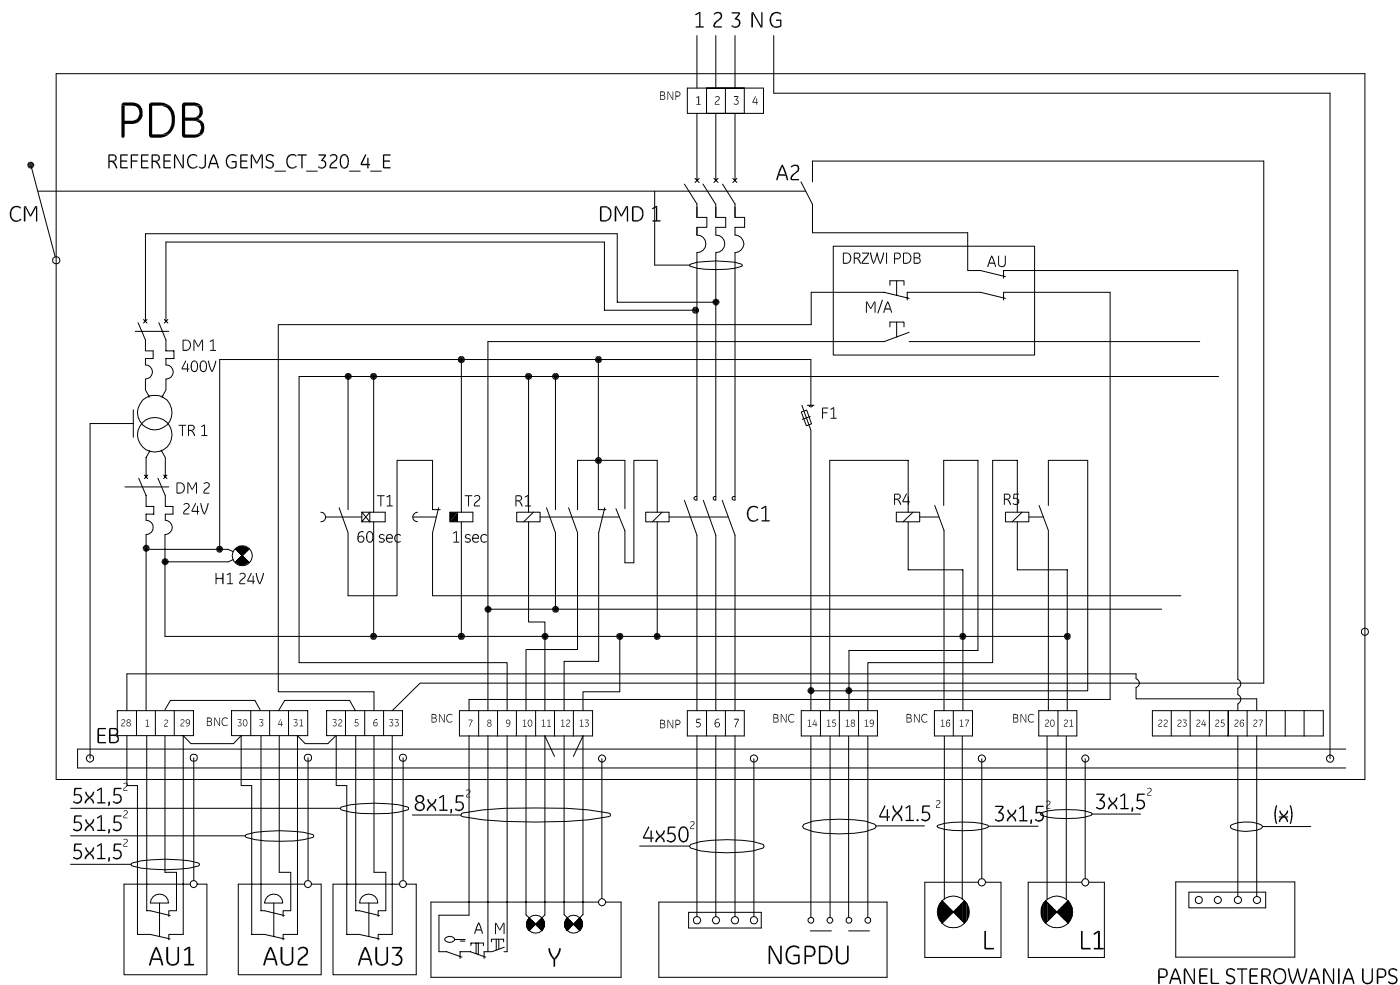 1 2 3 N G
BNP 1 2 3 4
PDB
REFERENCJA GEMS_CT_320_4_E
CM
DMD 1
A2
DRZWI PDB
AU
M/A
DM 1
400V
TR 1
F1
DM 2
24V
T1
60 sec
T2
1 sec
R1
C1
R4
R5
H1 24V
EB
28 1 2 29
BNC 30 3 4 31
32 5 6 33
BNC 7 8 9 10 11 12 13
BNP 5 6 7
BNC 14 15 18 19
BNC 16 17
BNC 20 21
22 23 24 25 26 27
5x1,5²
5x1,5²
5x1,5²
8x1,5²
4x50²
4X1.5²
3x1,5²
3x1,5²
(x)
AU1
AU2
AU3
A M
Y
NGPDU
L
L1
PANEL STEROWANIA UPS